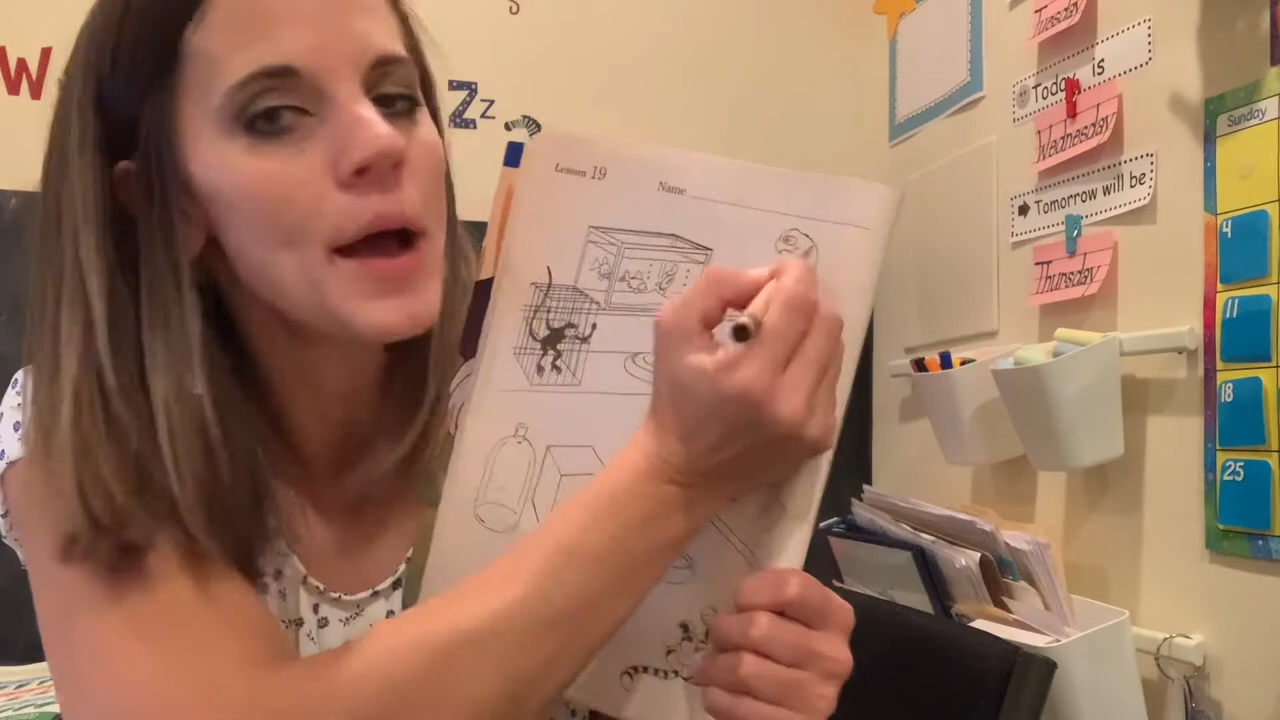 W
S
Zz
Lesson 19
Name
Tuesday
Today is
Wednesday
Tomorrow will be
Thursday
Sunday
4
11
18
25